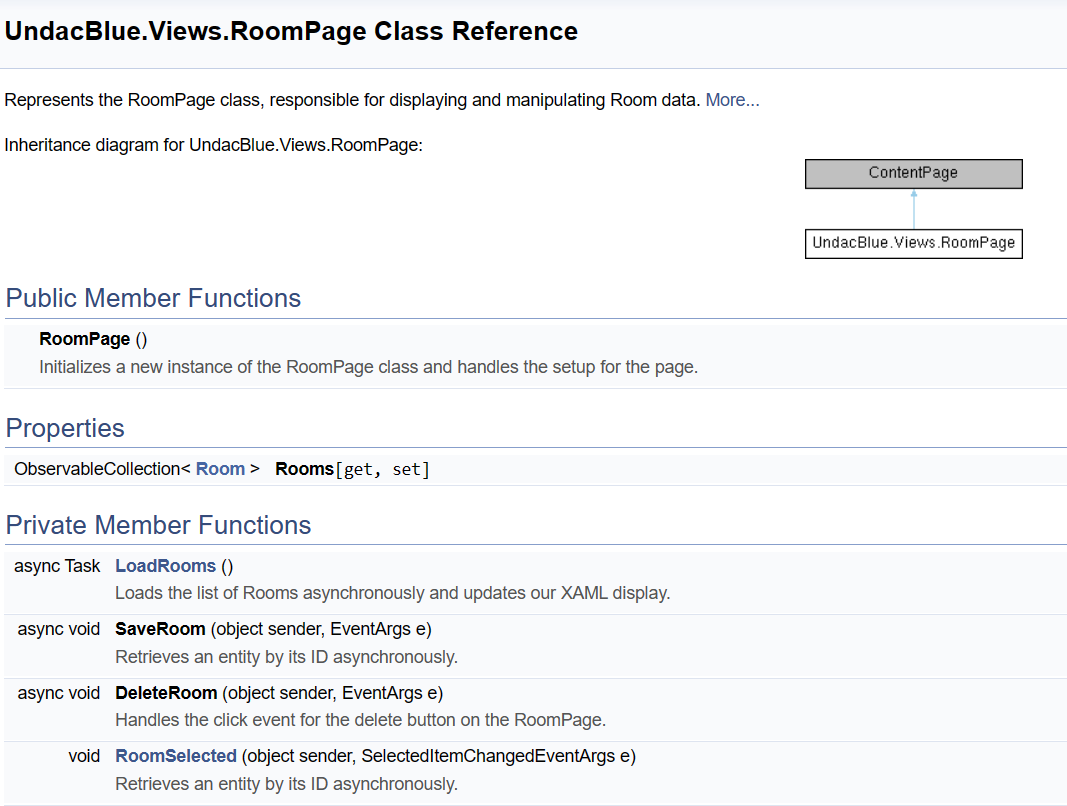 UndacBlue.Views.RoomPage Class Reference
Represents the RoomPage class, responsible for displaying and manipulating Room data. More...
Inheritance diagram for UndacBlue.Views.RoomPage:
ContentPage
UndacBlue.Views.RoomPage
Public Member Functions
RoomPage ()
Initializes a new instance of the RoomPage class and handles the setup for the page.
Properties
ObservableCollection< Room > Rooms[get, set]
Private Member Functions
async Task LoadRooms ()
Loads the list of Rooms asynchronously and updates our XAML display.
async void SaveRoom (object sender, EventArgs e)
Retrieves an entity by its ID asynchronously.
async void DeleteRoom (object sender, EventArgs e)
Handles the click event for the delete button on the RoomPage.
void RoomSelected (object sender, SelectedItemChangedEventArgs e)
Retrieves an entity by its ID asynchronously.